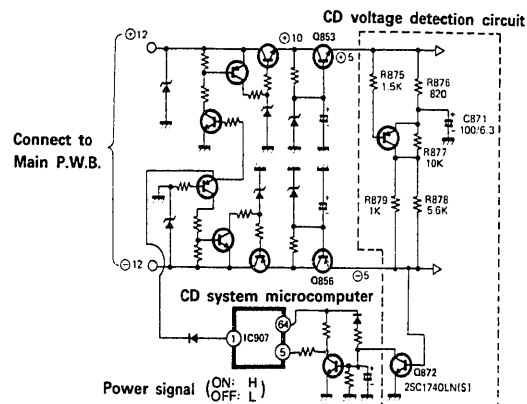 CD voltage detection circuit
⊕12
⊕10
Q853
⊕5
R875
1.5K
R876
820
C871
100/6.3
Connect to
Main P.W.B.
R877
10K
R879
1K
R878
5.6K
⊖12
Q856
⊖5
CD system microcomputer
64
1
IC907
5
Q872
2SC1740LN(S)
Power signal (ON: H
OFF: L)